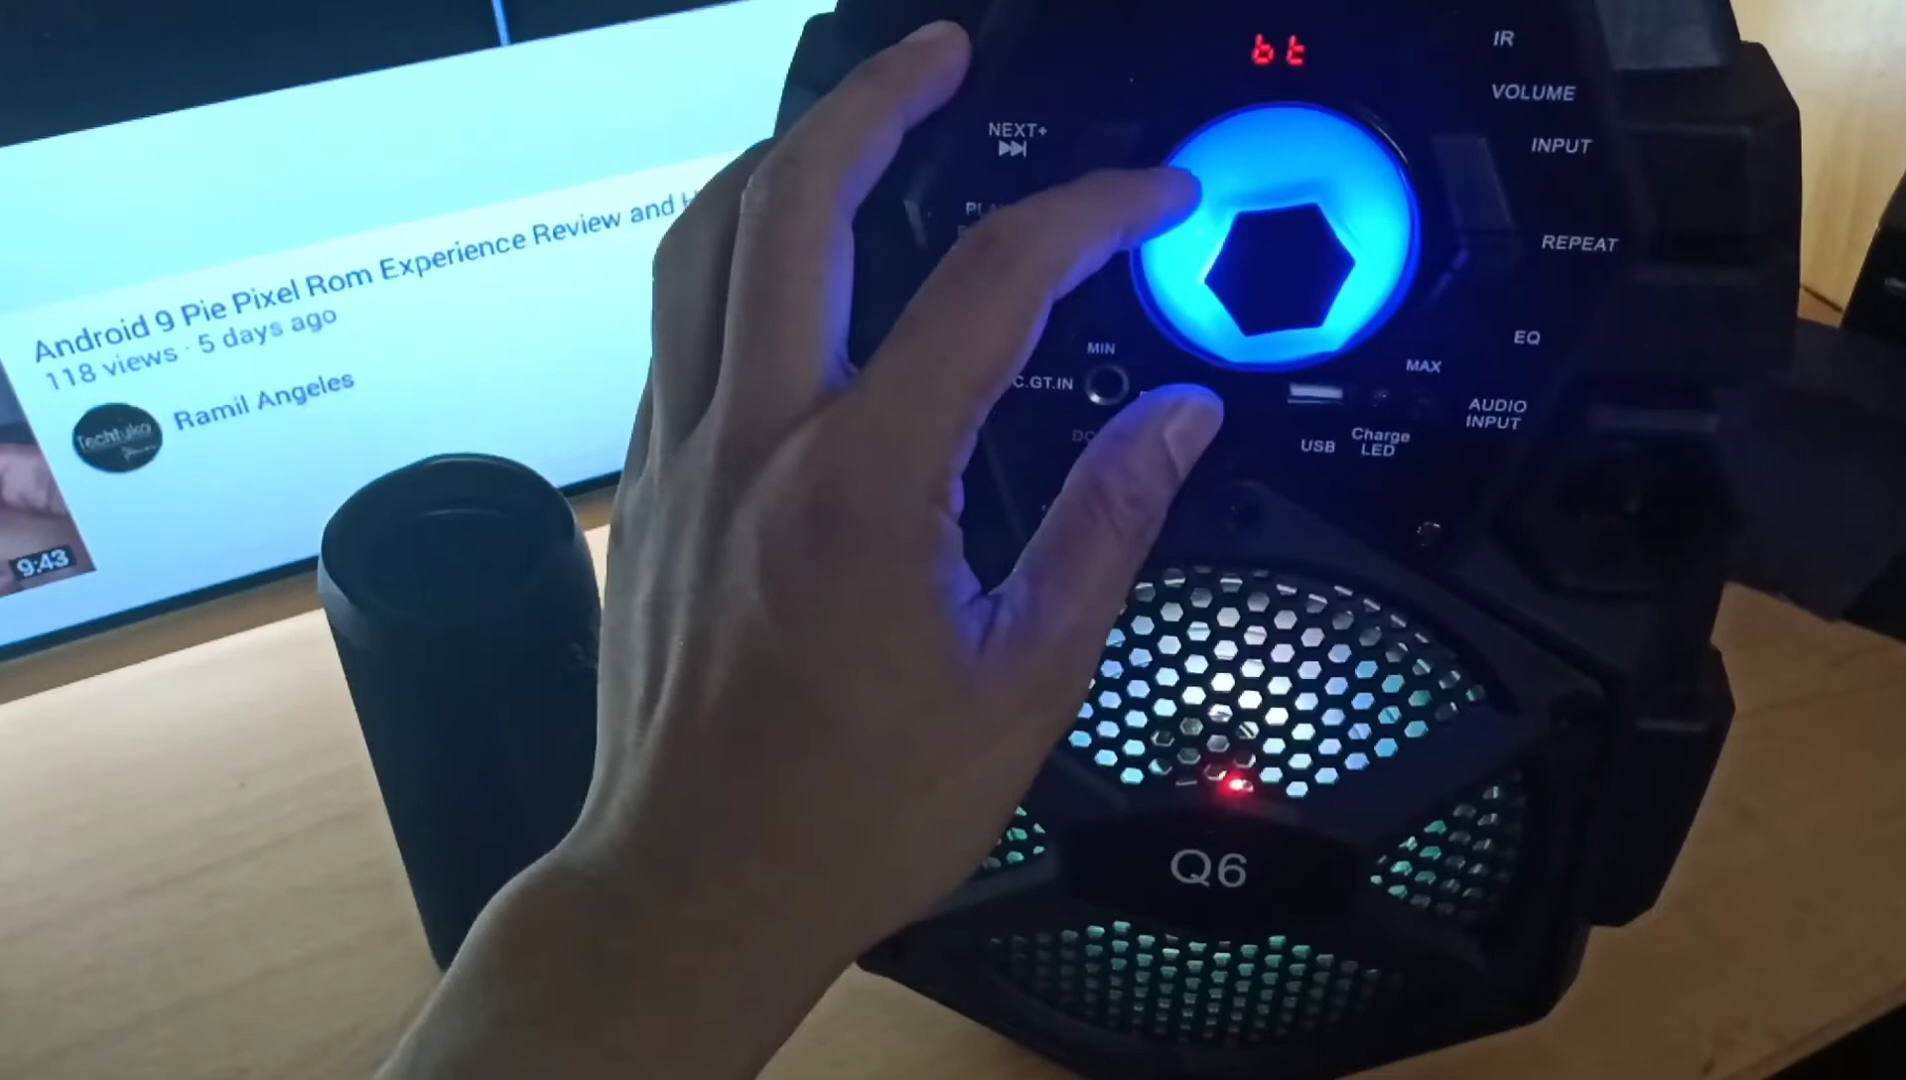 Android 9 Pie Pixel Rom Experience Review and
118 views · 5 days ago
Techtuko
Ramil Angeles
9:43
bt
IR
VOLUME
NEXT+
INPUT
REPEAT
EQ
MIN
MAX
C.GT.IN
AUDIO
INPUT
USB
Charge
LED
Q6